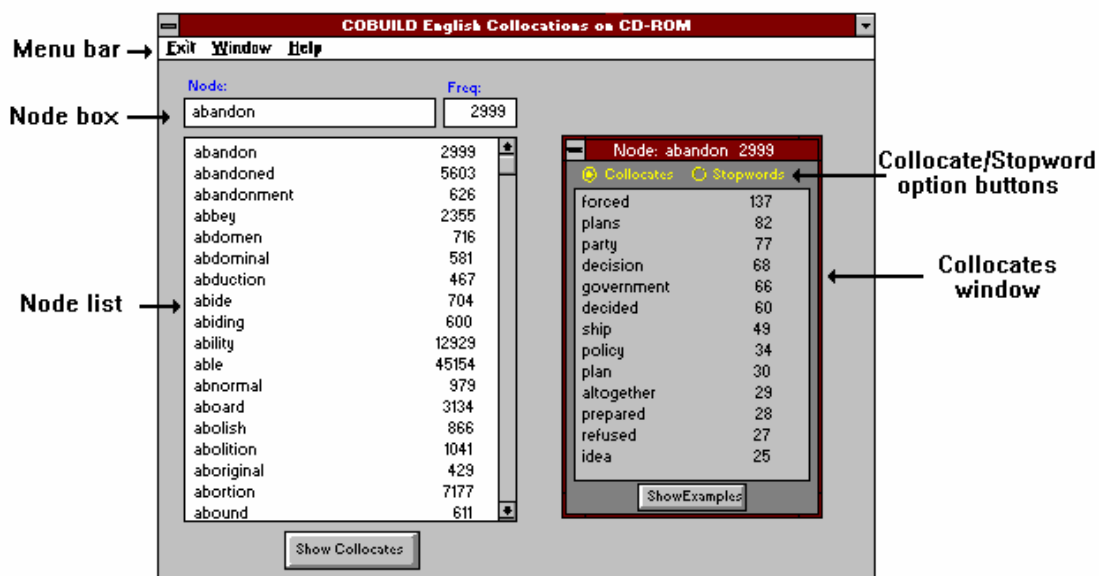 COBUILD English Collocations on CD-ROM
Menu bar
Exit Window Help
Node: Freq:
Node box
abandon 2999
abandon 2999
abandoned 5603
abandonment 626
abbey 2355
abdomen 716
abdominal 581
abduction 467
Node list
abide 704
abiding 600
ability 12929
able 45154
abnormal 979
aboard 3134
abolish 866
abolition 1041
aboriginal 429
abortion 7177
abound 611
Show Collocates
Node: abandon 2999
Collocates Stopwords
Collocate/Stopword
option buttons
forced 137
plans 82
party 77
decision 68
government 66
decided 60
ship 49
policy 34
plan 30
altogether 29
prepared 28
refused 27
idea 25
Collocates
window
ShowExamples